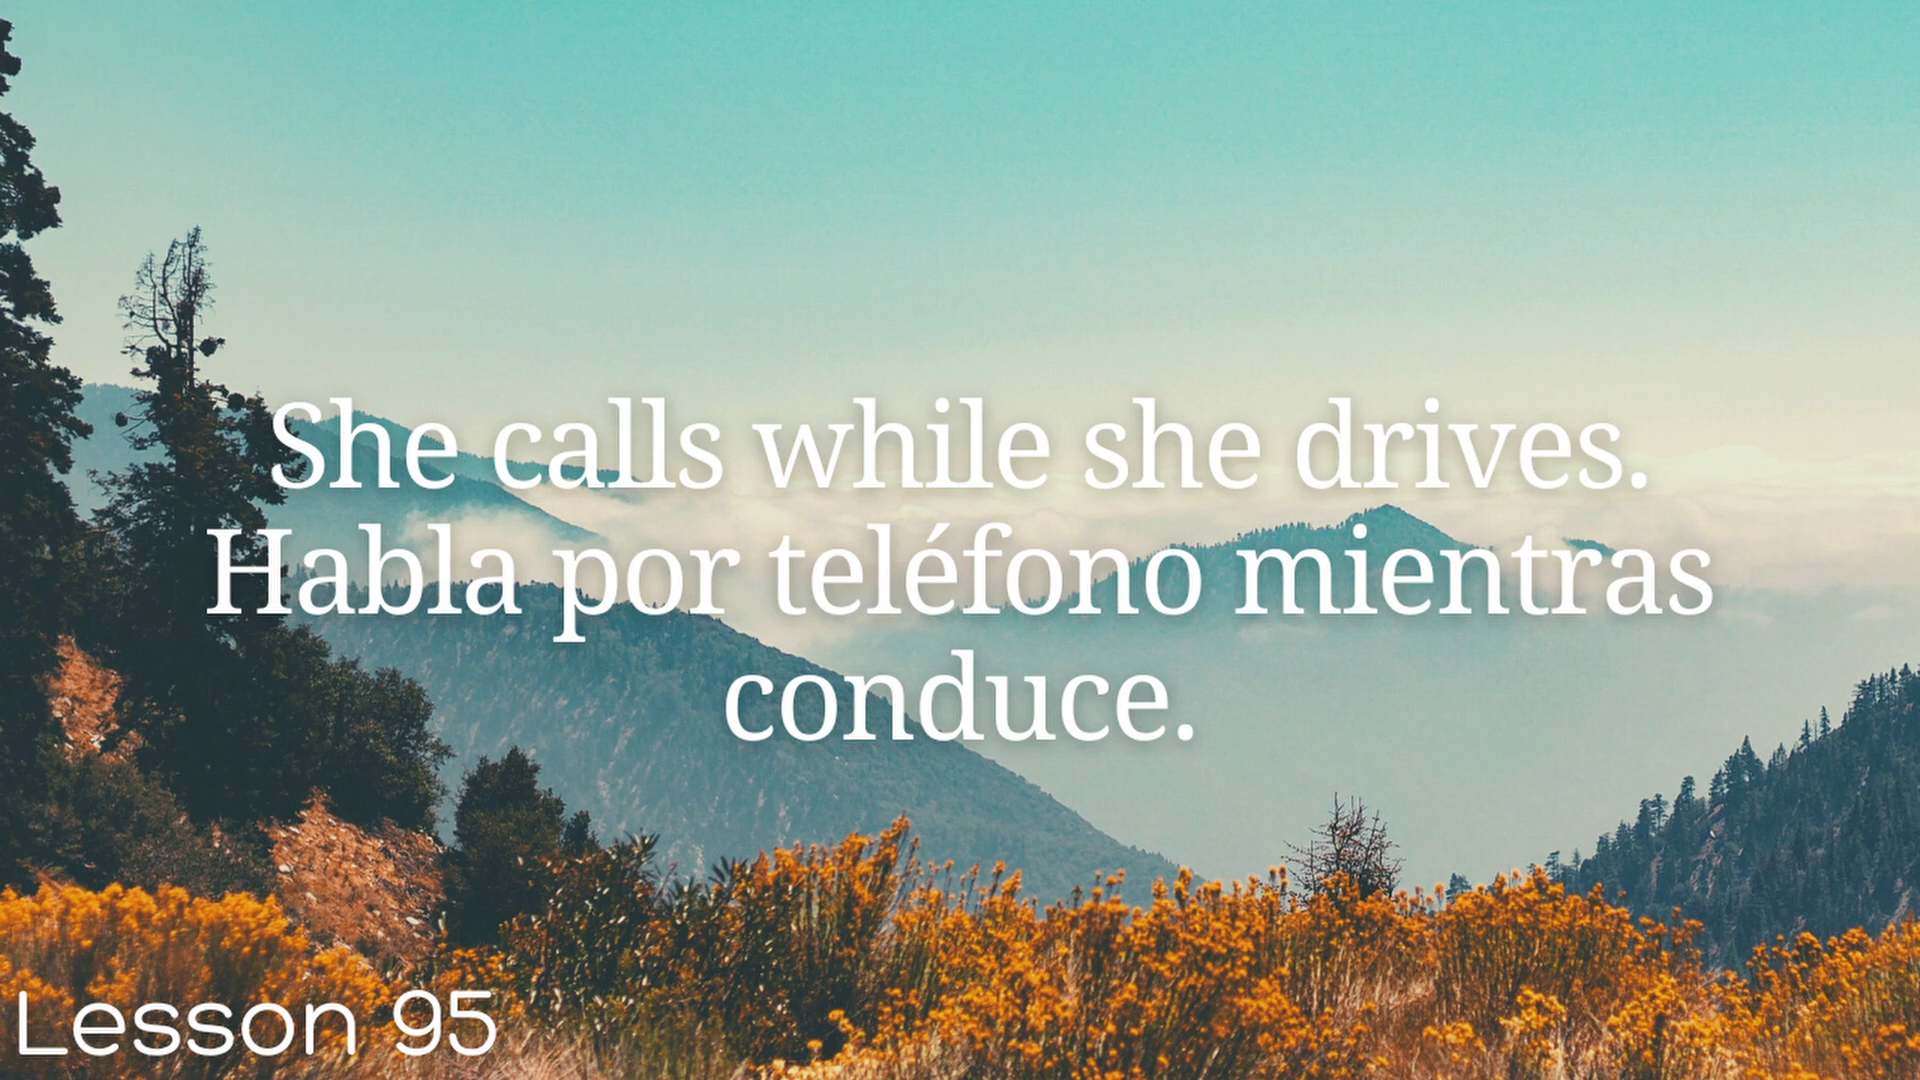 She calls while she drives.
Habla por teléfono mientras
conduce.
Lesson 95